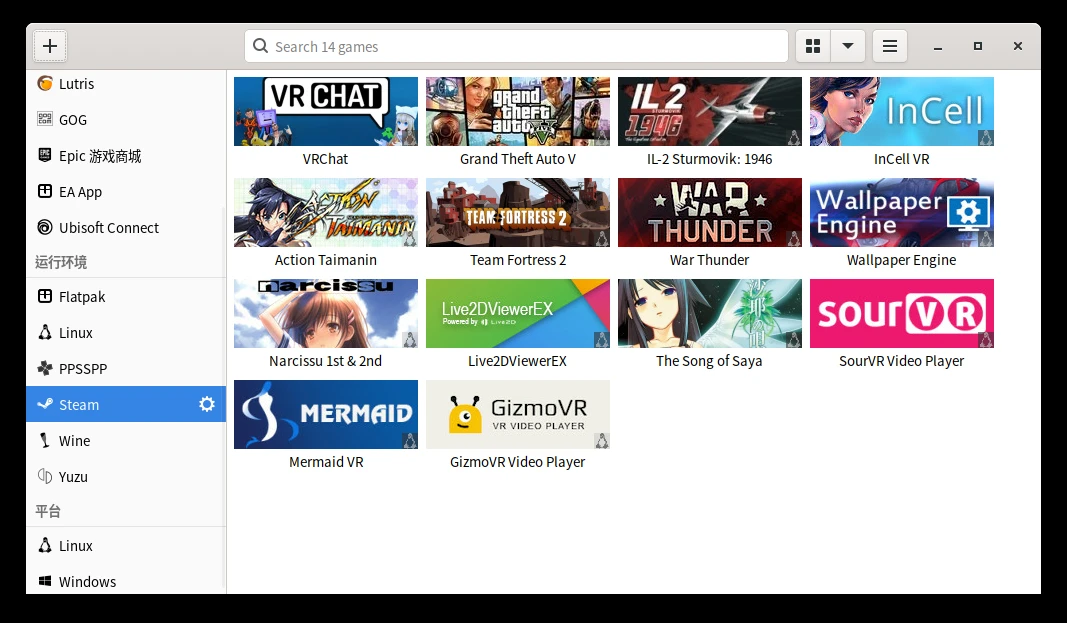 Search 14 games
Lutris
GOG
Epic 游戏商城
EA App
Ubisoft Connect
运行环境
Flatpak
Linux
PPSSPP
Steam
Wine
Yuzu
平台
Linux
Windows
VR CHAT
grand
theft
auto V
IL 2
STURMOVIK
1946
InCell
VRChat
Grand Theft Auto V
IL-2 Sturmovik: 1946
InCell VR
ACTION
TAIMANIN
TEAM FORTRESS 2
WAR
THUNDER
Wallpaper
Engine
Action Taimanin
Team Fortress 2
War Thunder
Wallpaper Engine
narcissu
Live2DViewerEX
Powered by Live2D
sour VR
Narcissu 1st & 2nd
Live2DViewerEX
The Song of Saya
SourVR Video Player
MERMAID
GizmoVR
VR VIDEO PLAYER
Mermaid VR
GizmoVR Video Player